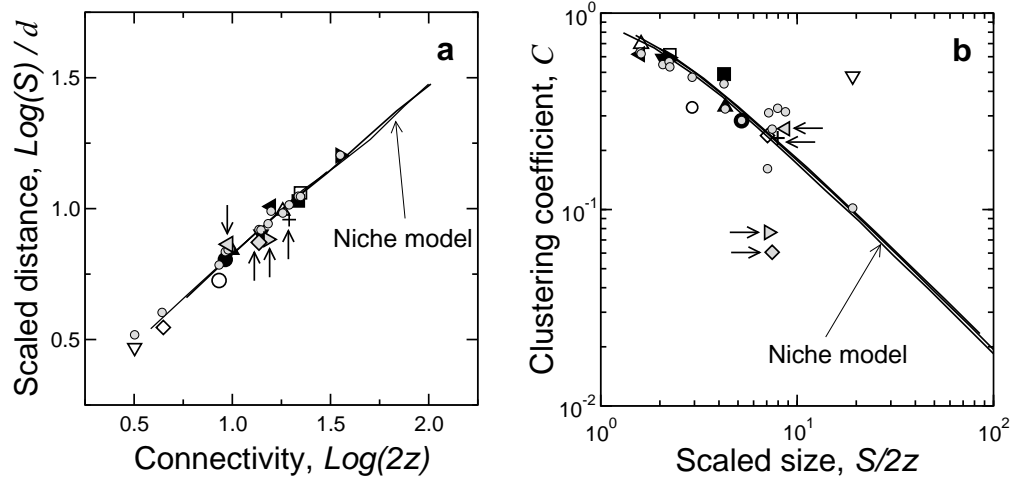 a
Scaled distance, Log(S) / d
1.5
1.0
0.5
Niche model
0.5
1.0
1.5
2.0
Connectivity, Log(2z)
b
Clustering coefficient, C
10^0
10^-1
10^-2
Niche model
10^0
10^1
10^2
Scaled size, S/2z